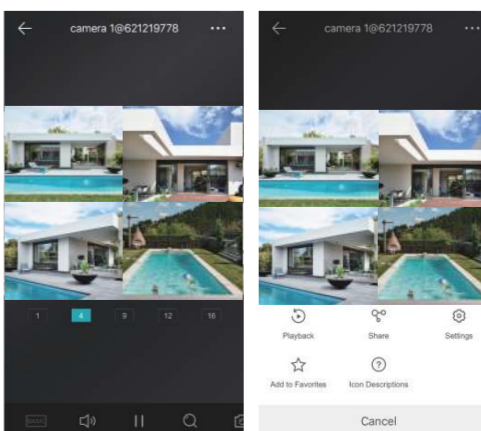 camera 1@621219778
1 4 9 12 16
camera 1@621219778
Playback Share Settings
Add to Favorites Icon Descriptions
Cancel